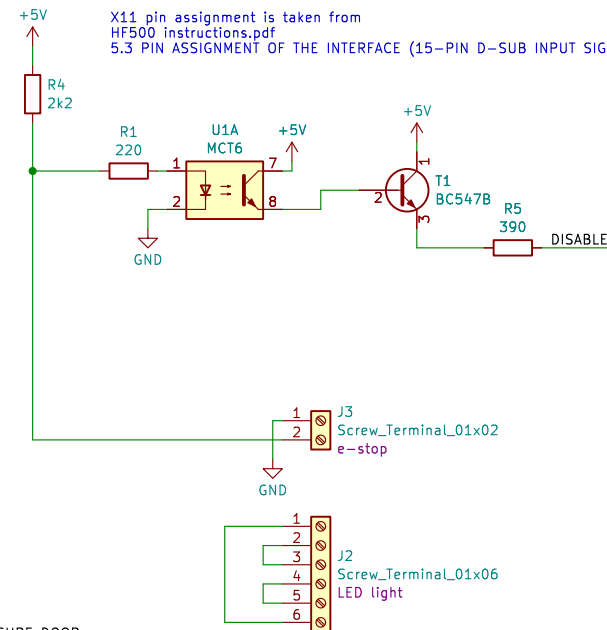 +5V
X11 pin assignment is taken from
HF500 instructions.pdf
5.3 PIN ASSIGNMENT OF THE INTERFACE (15-PIN D-SUB INPUT SIG
R4
2k2
R1
220
U1A
MCT6
+5V
+5V
1
7
2
8
GND
1
2
3
T1
BC547B
R5
390
DISABLE
1
2
J3
Screw_Terminal_01x02
e-stop
GND
1
2
3
4
5
6
J2
Screw_Terminal_01x06
LED light